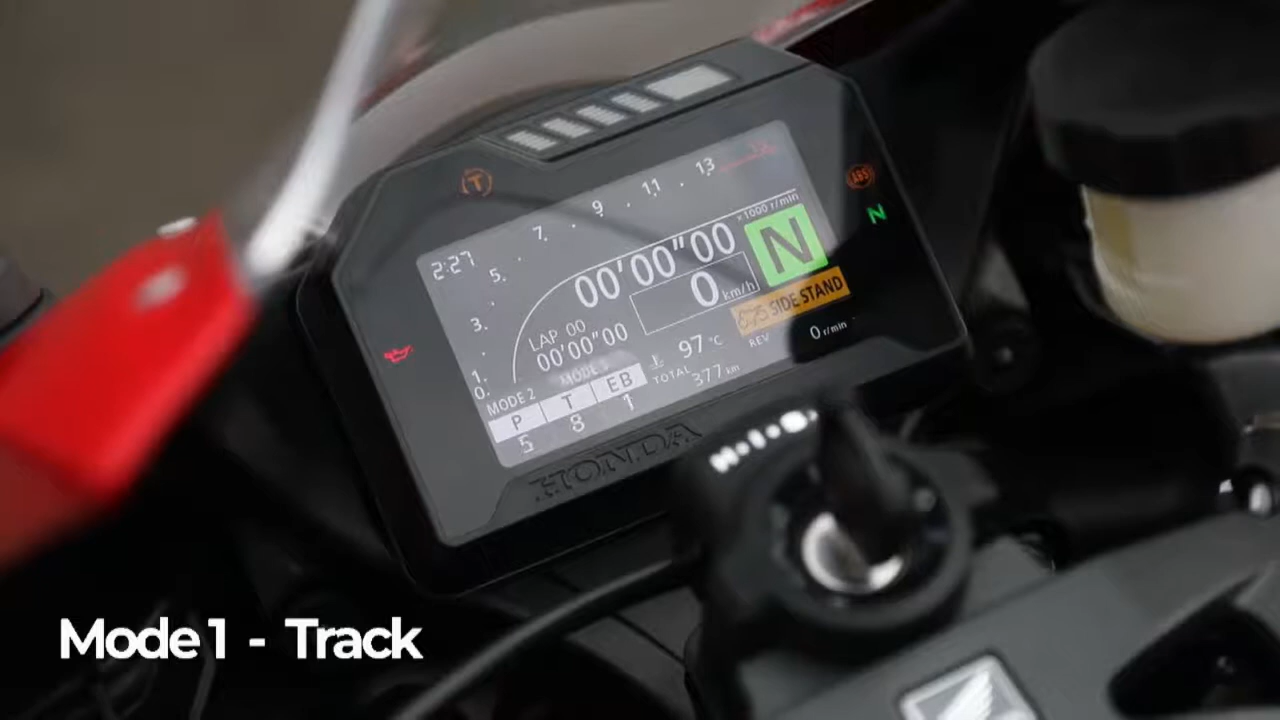 T
2:27
0. 1. 3. 5. 7. 9. 11. 13
x1000 r/min
N
ABS
N
00'00"00
0 km/h
SIDE STAND
LAP 00
00'00"00
97 °C
REV 0 r/min
TOTAL 377 km
MODE 2
P T EB
5 8 1
HONDA
Mode 1 - Track